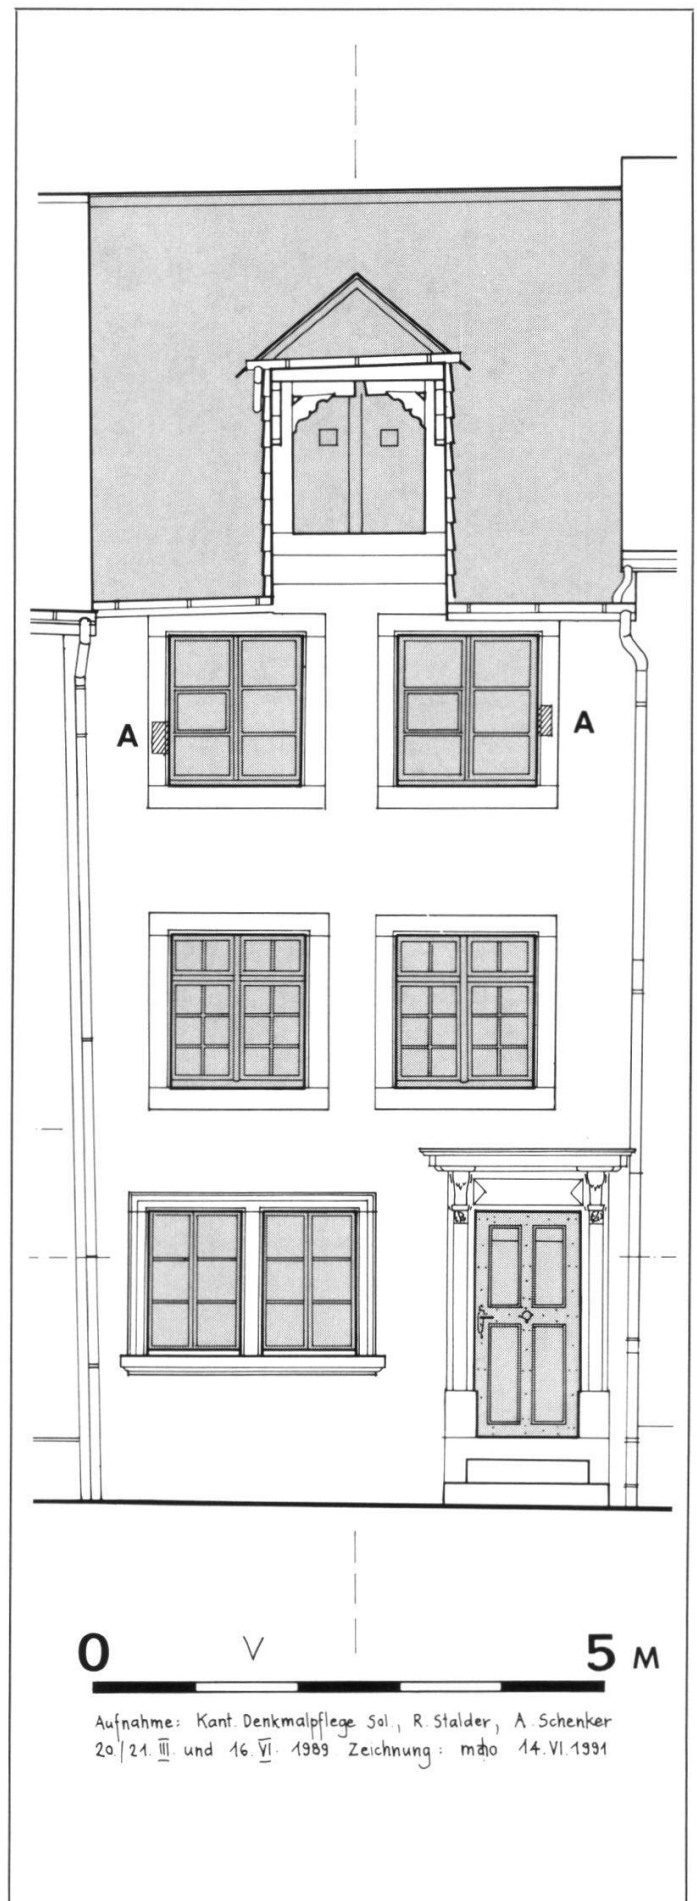 A A
0 V 5 M
Aufnahme: Kant. Denkmalpflege Sol., R. Stalder, A. Schenker
20./21. III. und 16. VI. 1989 Zeichnung: 14.VI.1991